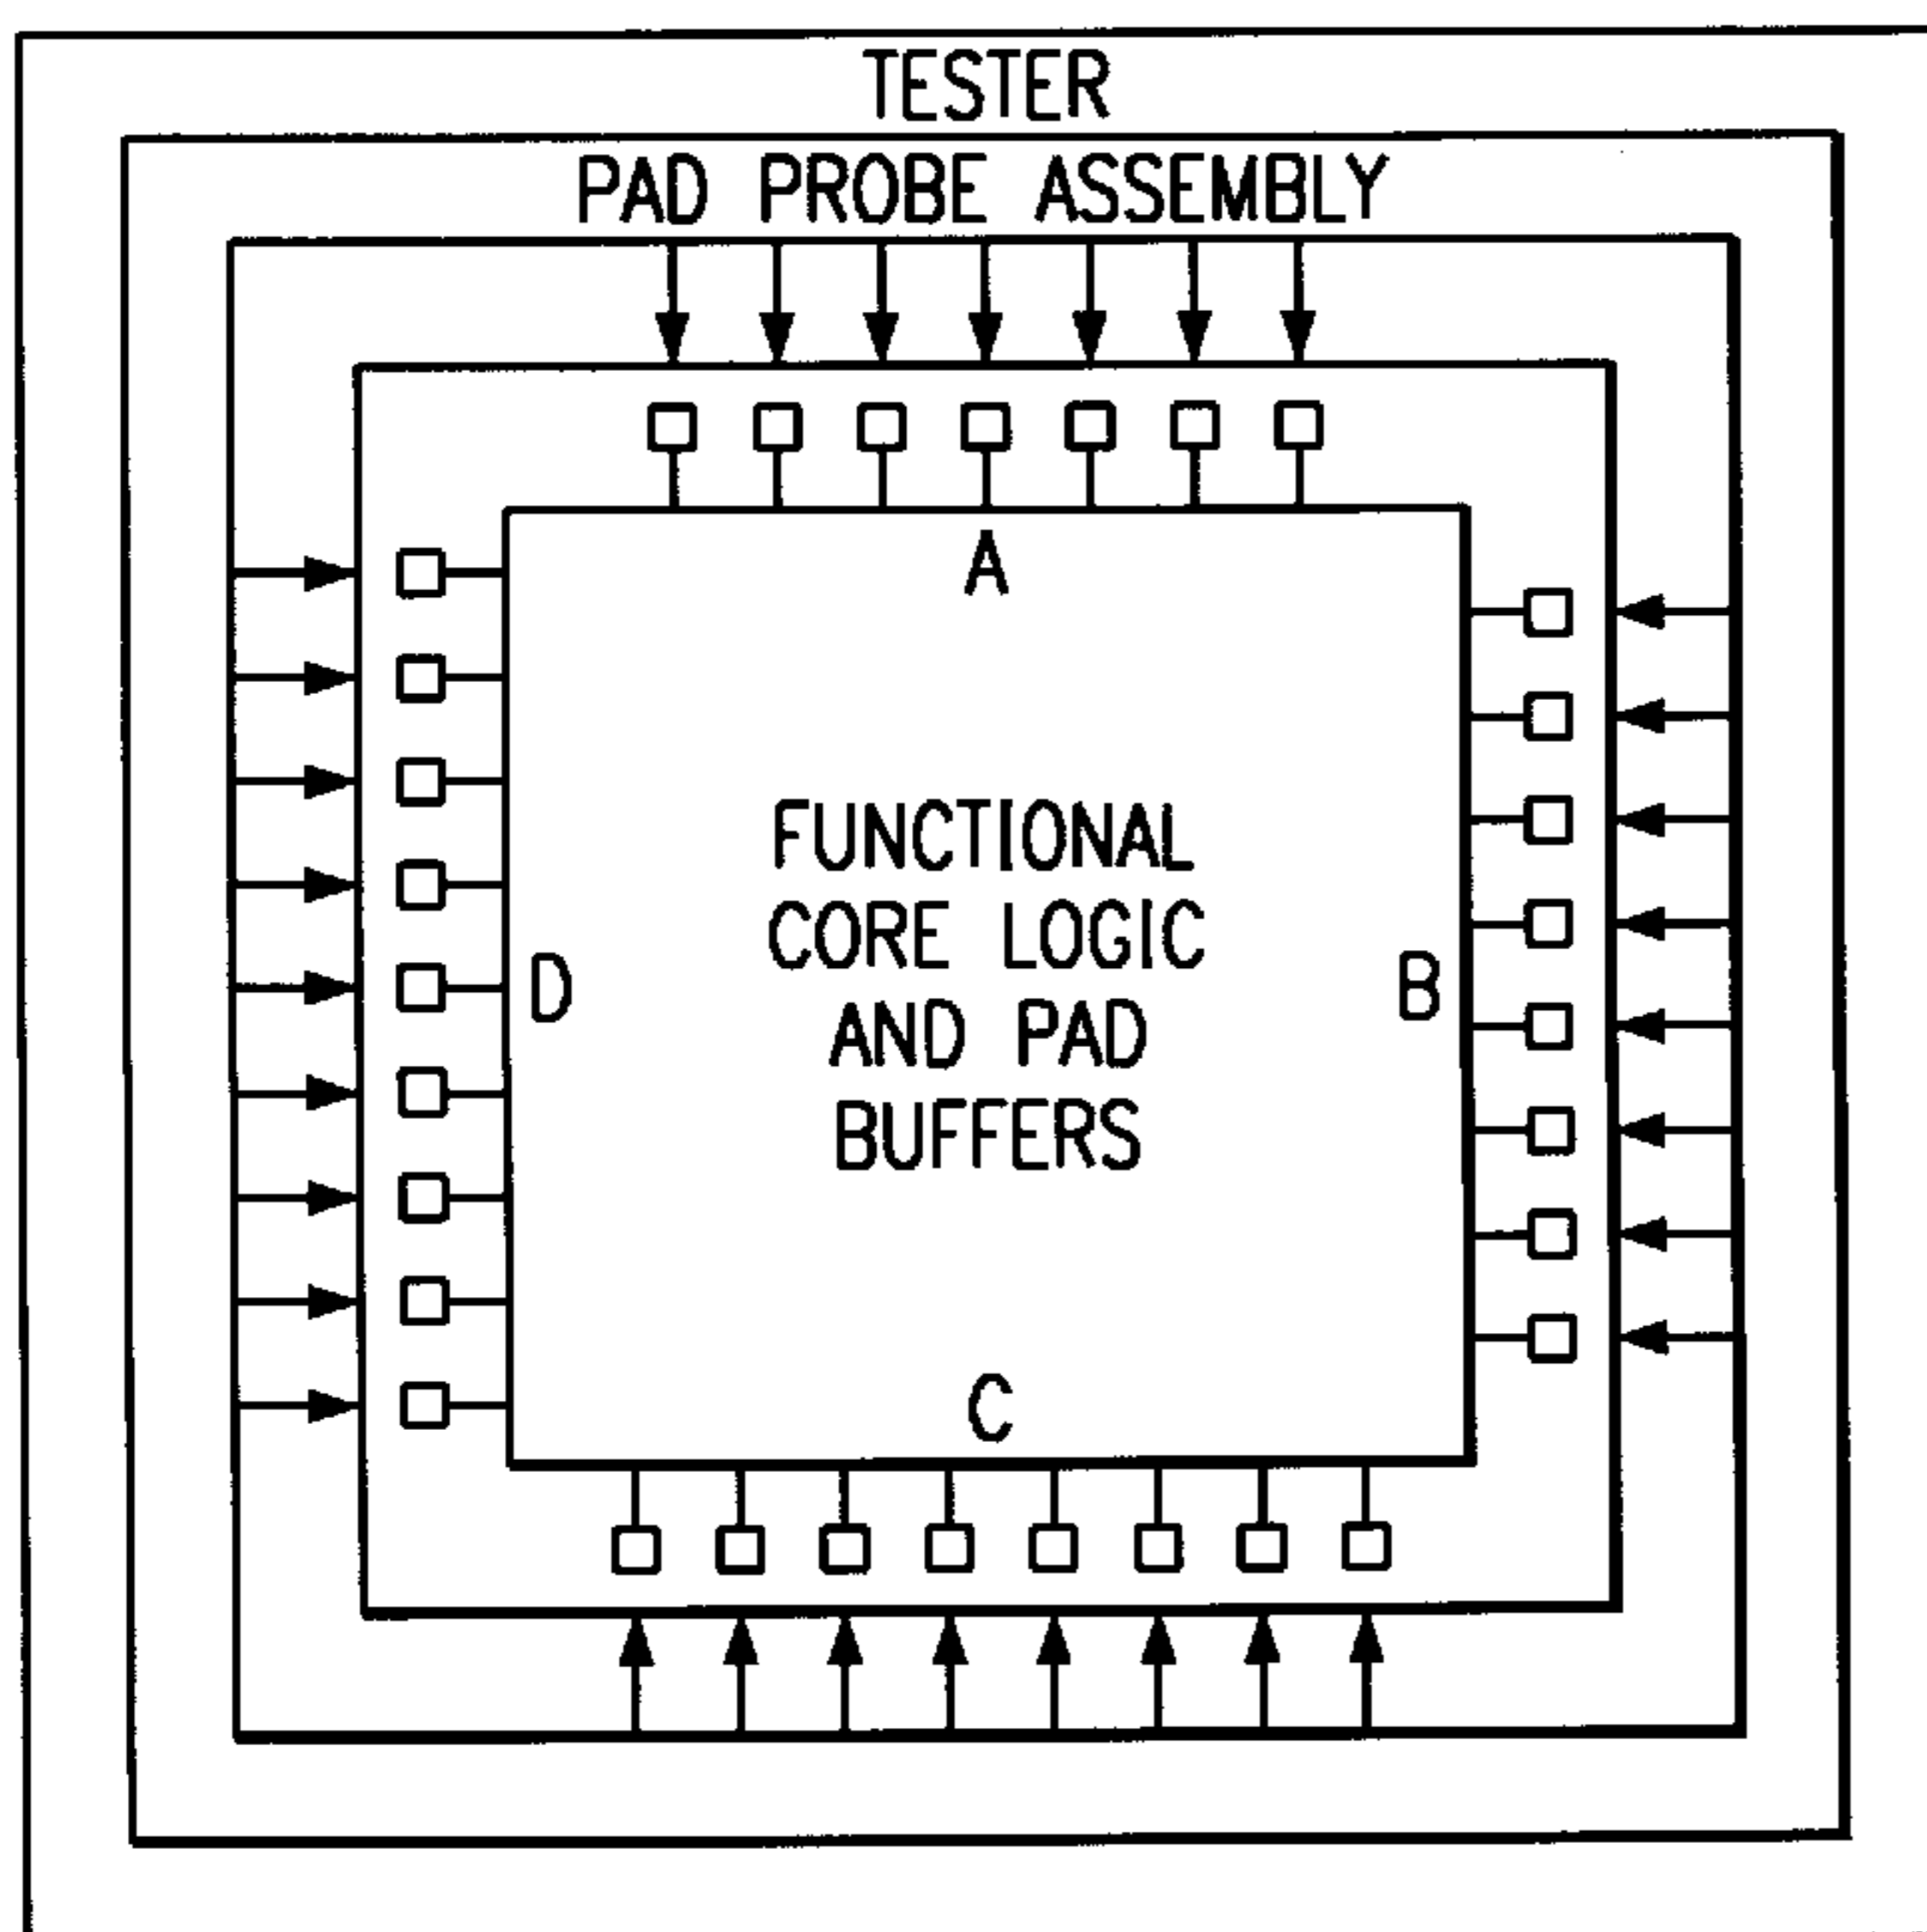 TESTER
PAD PROBE ASSEMBLY
A
FUNCTIONAL
CORE LOGIC
AND PAD
BUFFERS
D
B
C